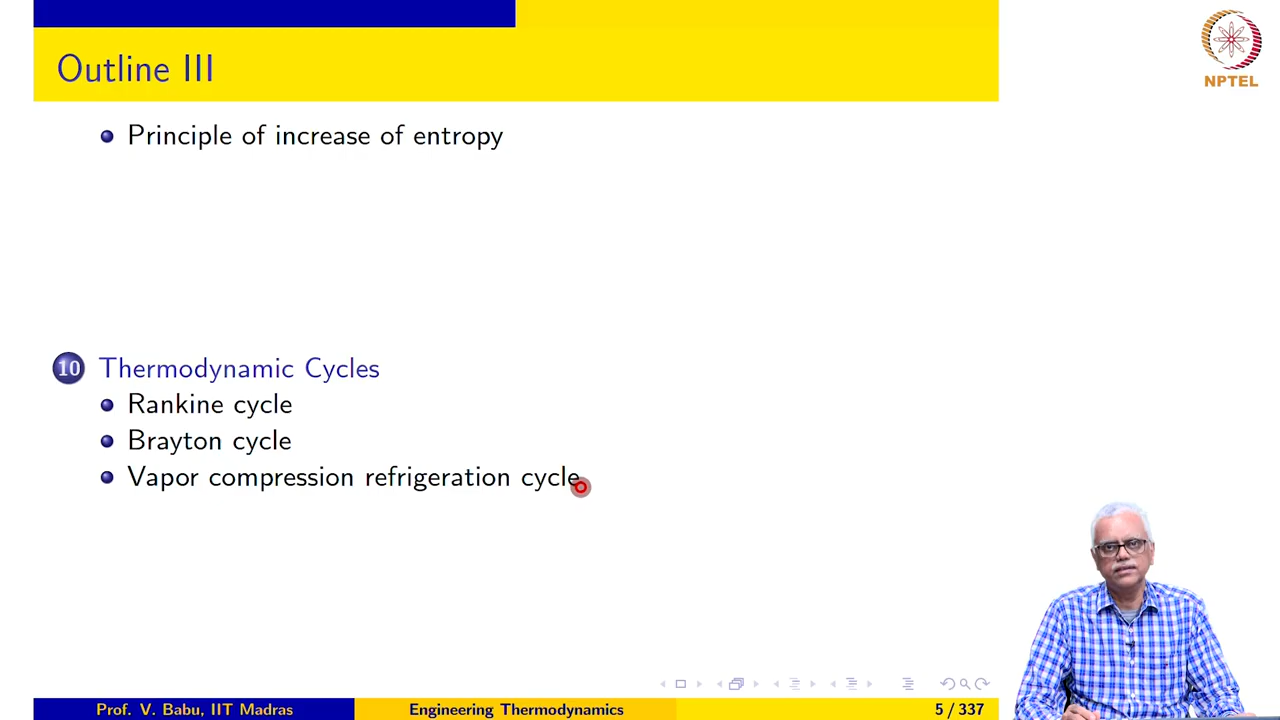 Outline III
NPTEL
Principle of increase of entropy
10 Thermodynamic Cycles
Rankine cycle
Brayton cycle
Vapor compression refrigeration cycle
Prof. V. Babu, IIT Madras Engineering Thermodynamics 5 / 337